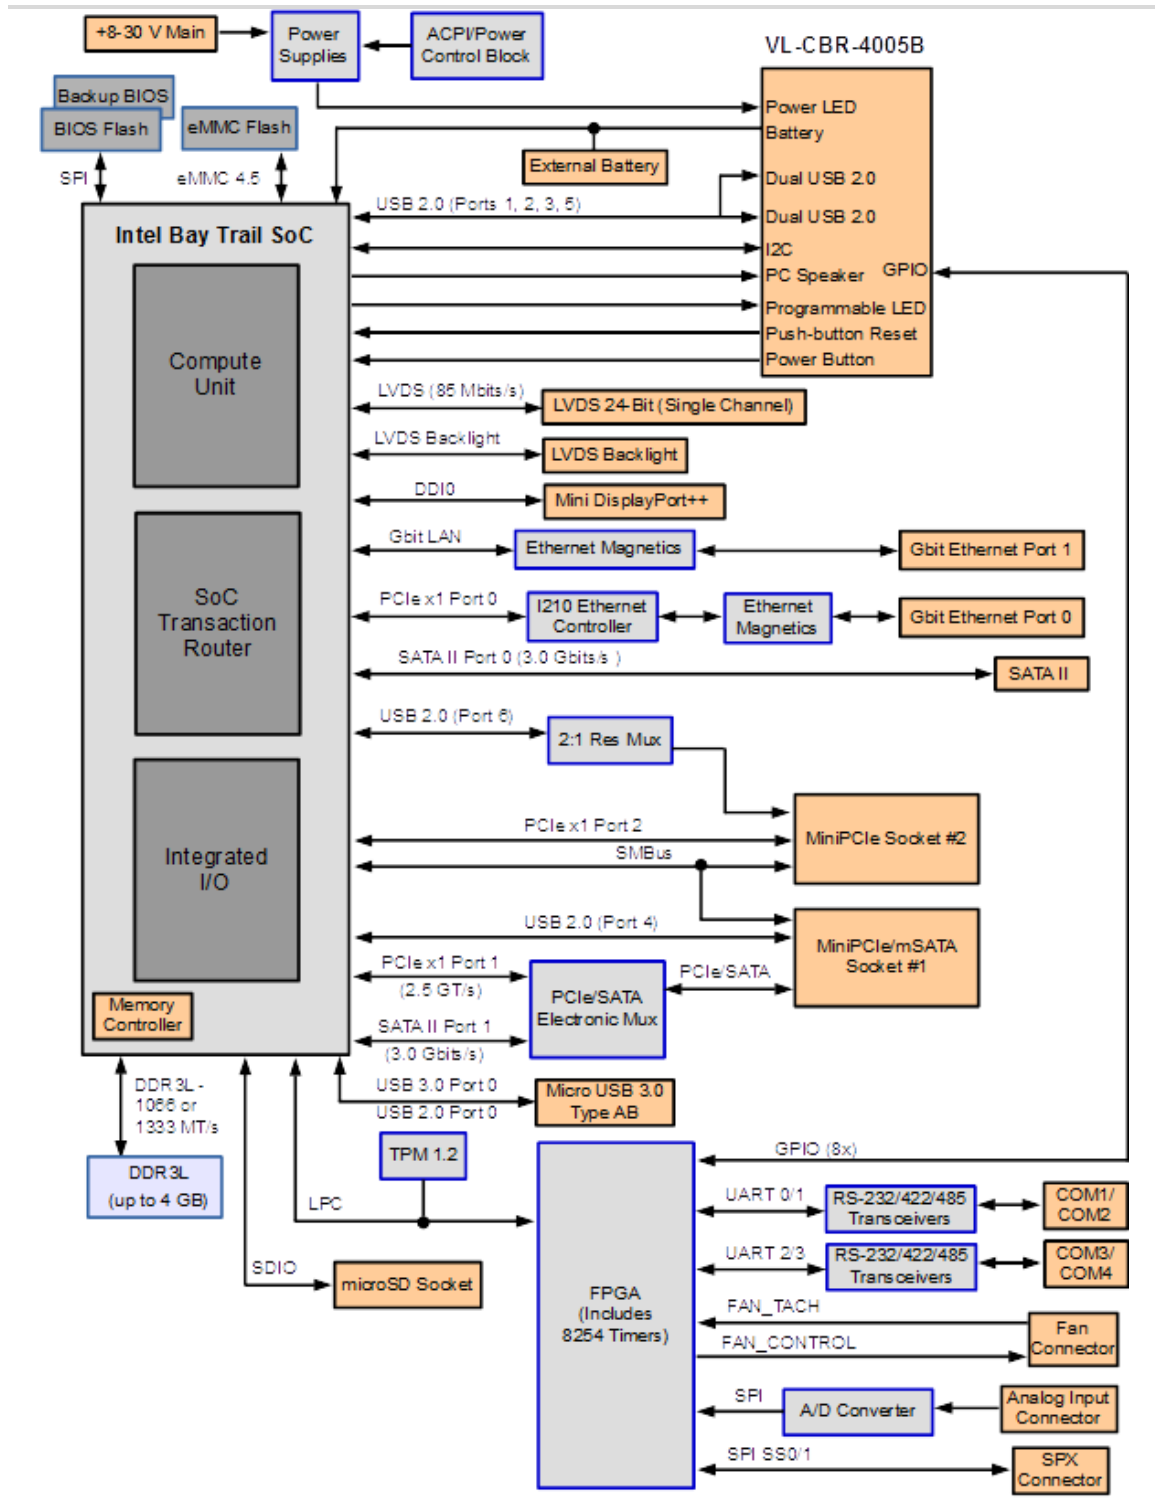 +8-30 V Main
Power
Supplies
ACPI/Power
Control Block
VL-CBR-4005B
Backup BIOS
BIOS Flash
eMMC Flash
Power LED
Battery
External Battery
SPI
eMMC 4.5
Dual USB 2.0
USB 2.0 (Ports 1, 2, 3, 5)
Dual USB 2.0
Intel Bay Trail SoC
I2C
PC Speaker
GPIO
Programmable LED
Push-button Reset
Power Button
Compute
Unit
LVDS (85 Mbits/s)
LVDS 24-Bit (Single Channel)
LVDS Backlight
LVDS Backlight
DDI0
Mini DisplayPort++
Gbit LAN
Ethernet Magnetics
Gbit Ethernet Port 1
SoC
Transaction
Router
PCIe x1 Port 0
I210 Ethernet
Controller
Ethernet
Magnetics
Gbit Ethernet Port 0
SATA II Port 0 (3.0 Gbits/s )
SATA II
USB 2.0 (Port 6)
2:1 Res Mux
PCIe x1 Port 2
MiniPCIe Socket #2
SMBus
Integrated
I/O
USB 2.0 (Port 4)
MiniPCIe/mSATA
Socket #1
PCIe x1 Port 1
(2.5 GT/s)
PCIe/SATA
Electronic Mux
PCIe/SATA
Memory
Controller
SATA II Port 1
(3.0 Gbits/s)
DDR3L -
1066 or
1333 MT/s
USB 3.0 Port 0
USB 2.0 Port 0
Micro USB 3.0
Type AB
TPM 1.2
DDR3L
(up to 4 GB)
LPC
SDIO
microSD Socket
FPGA
(Includes
8254 Timers)
GPIO (8x)
UART 0/1
RS-232/422/485
Transceivers
COM1/
COM2
UART 2/3
RS-232/422/485
Transceivers
COM3/
COM4
FAN_TACH
FAN_CONTROL
Fan
Connector
SPI
A/D Converter
Analog Input
Connector
SPI SS0/1
SPX
Connector